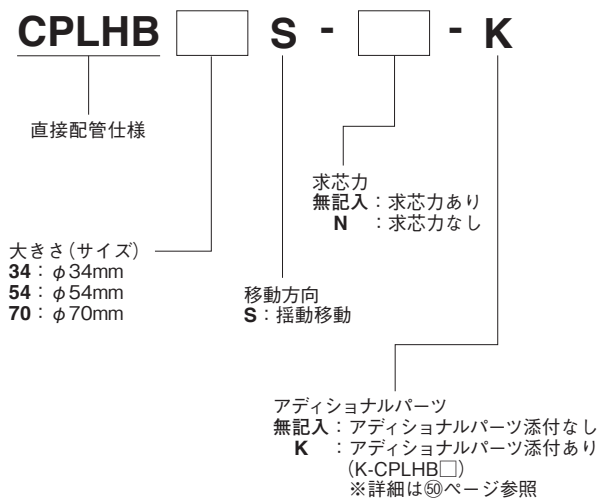 CPLHB □ S - □ - K
直接配管仕様
求芯力
無記入：求芯力あり
N ：求芯力なし
大きさ（サイズ）
34：φ34mm
54：φ54mm
70：φ70mm
移動方向
S：揺動移動
アディショナルパーツ
無記入：アディショナルパーツ添付なし
K ：アディショナルパーツ添付あり
(K-CPLHB□)
※詳細は㊿ページ参照